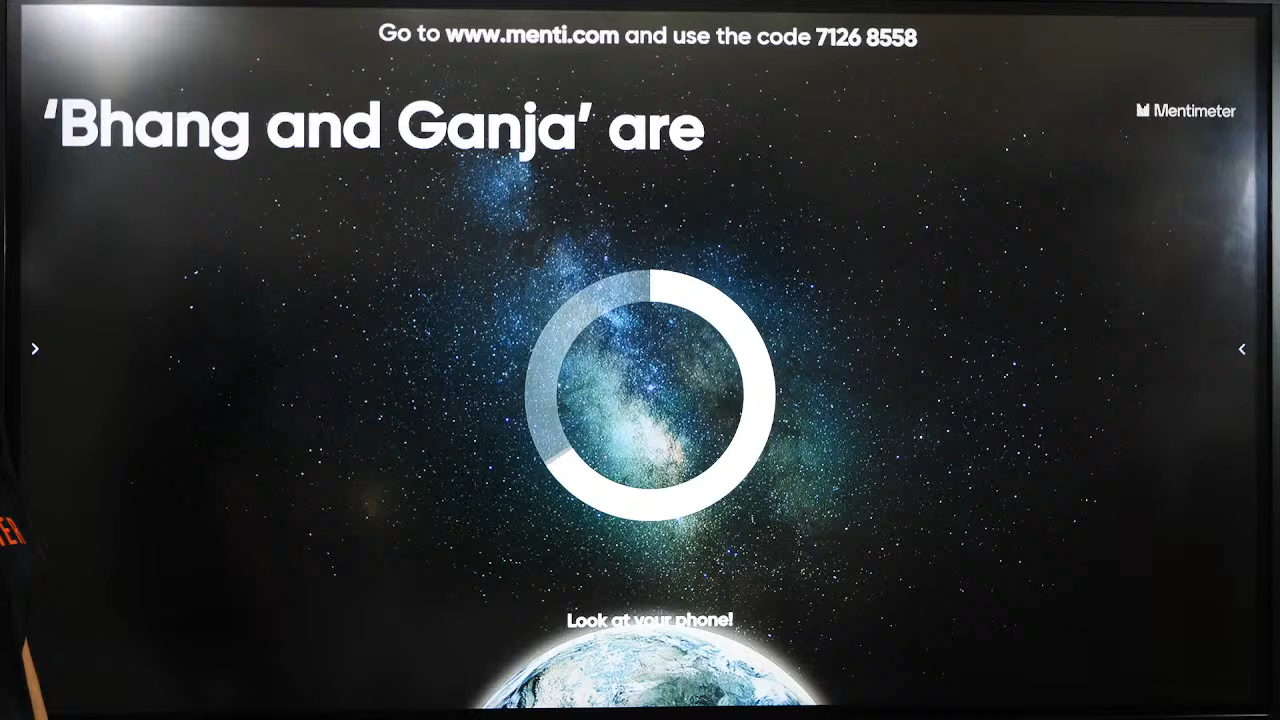 Go to www.menti.com and use the code 7126 8558
'Bhang and Ganja' are
Mentimeter
Look at your phone!